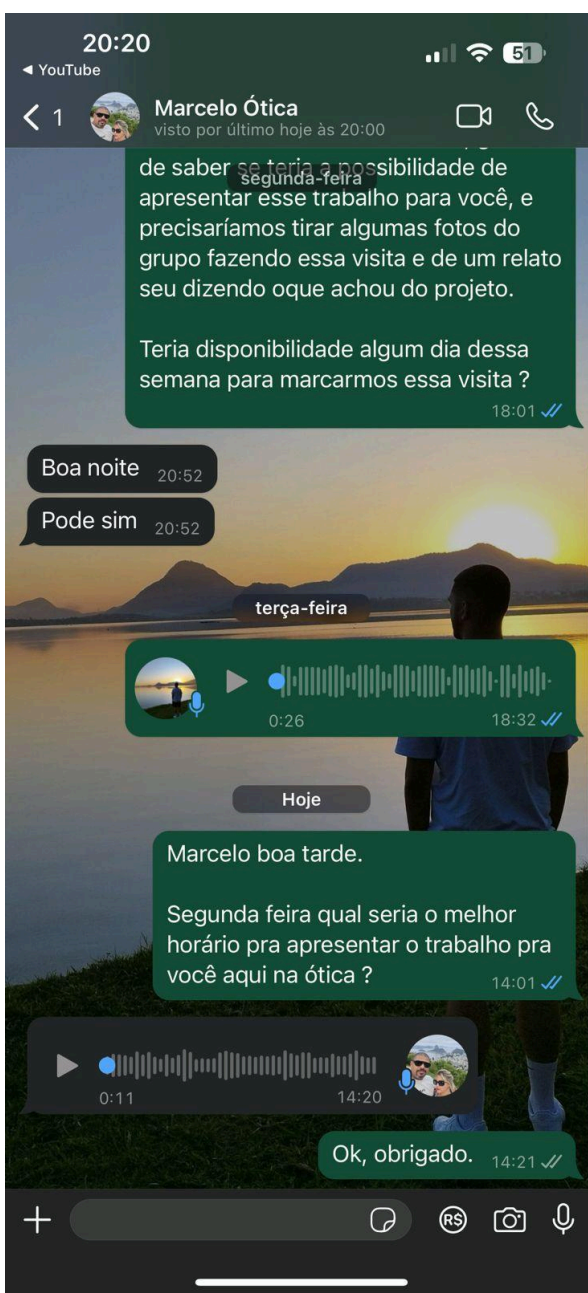 20:20
51
◄ YouTube
1
Marcelo Ótica
visto por último hoje às 20:00
segunda-feira
de saber se teria a possibilidade de
apresentar esse trabalho para você, e
precisaríamos tirar algumas fotos do
grupo fazendo essa visita e de um relato
seu dizendo oque achou do projeto.
Teria disponibilidade algum dia dessa
semana para marcarmos essa visita ?
18:01
Boa noite 20:52
Pode sim 20:52
terça-feira
0:26 18:32
Hoje
Marcelo boa tarde.
Segunda feira qual seria o melhor
horário pra apresentar o trabalho pra
você aqui na ótica ?
14:01
0:11 14:20
Ok, obrigado. 14:21
R$